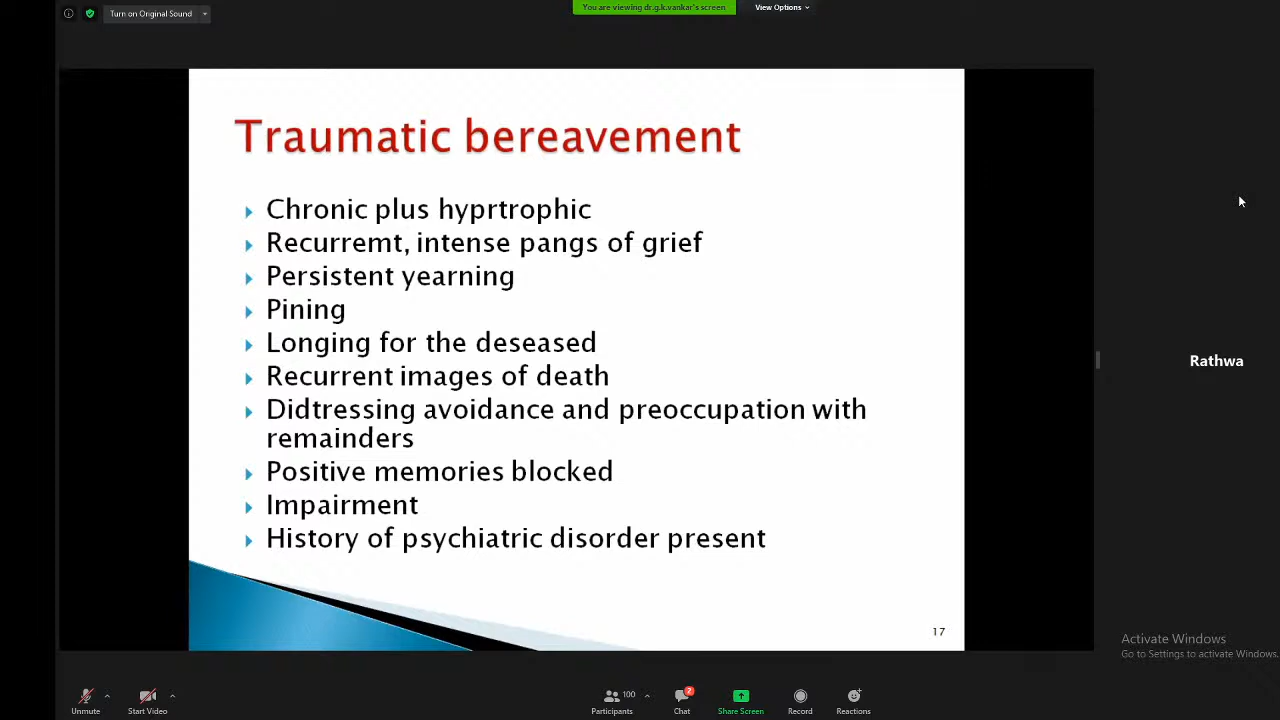 Turn on Original Sound
You are viewing dr.g.k.vankar's screen
View Options
Traumatic bereavement
Chronic plus hyprtrophic
Recurremt, intense pangs of grief
Persistent yearning
Pining
Longing for the deseased
Recurrent images of death
Didtressing avoidance and preoccupation with
remainders
Positive memories blocked
Impairment
History of psychiatric disorder present
17
Rathwa
Activate Windows
Go to Settings to activate Windows.
Unmute
Start Video
100
Participants
2
Chat
Share Screen
Record
Reactions